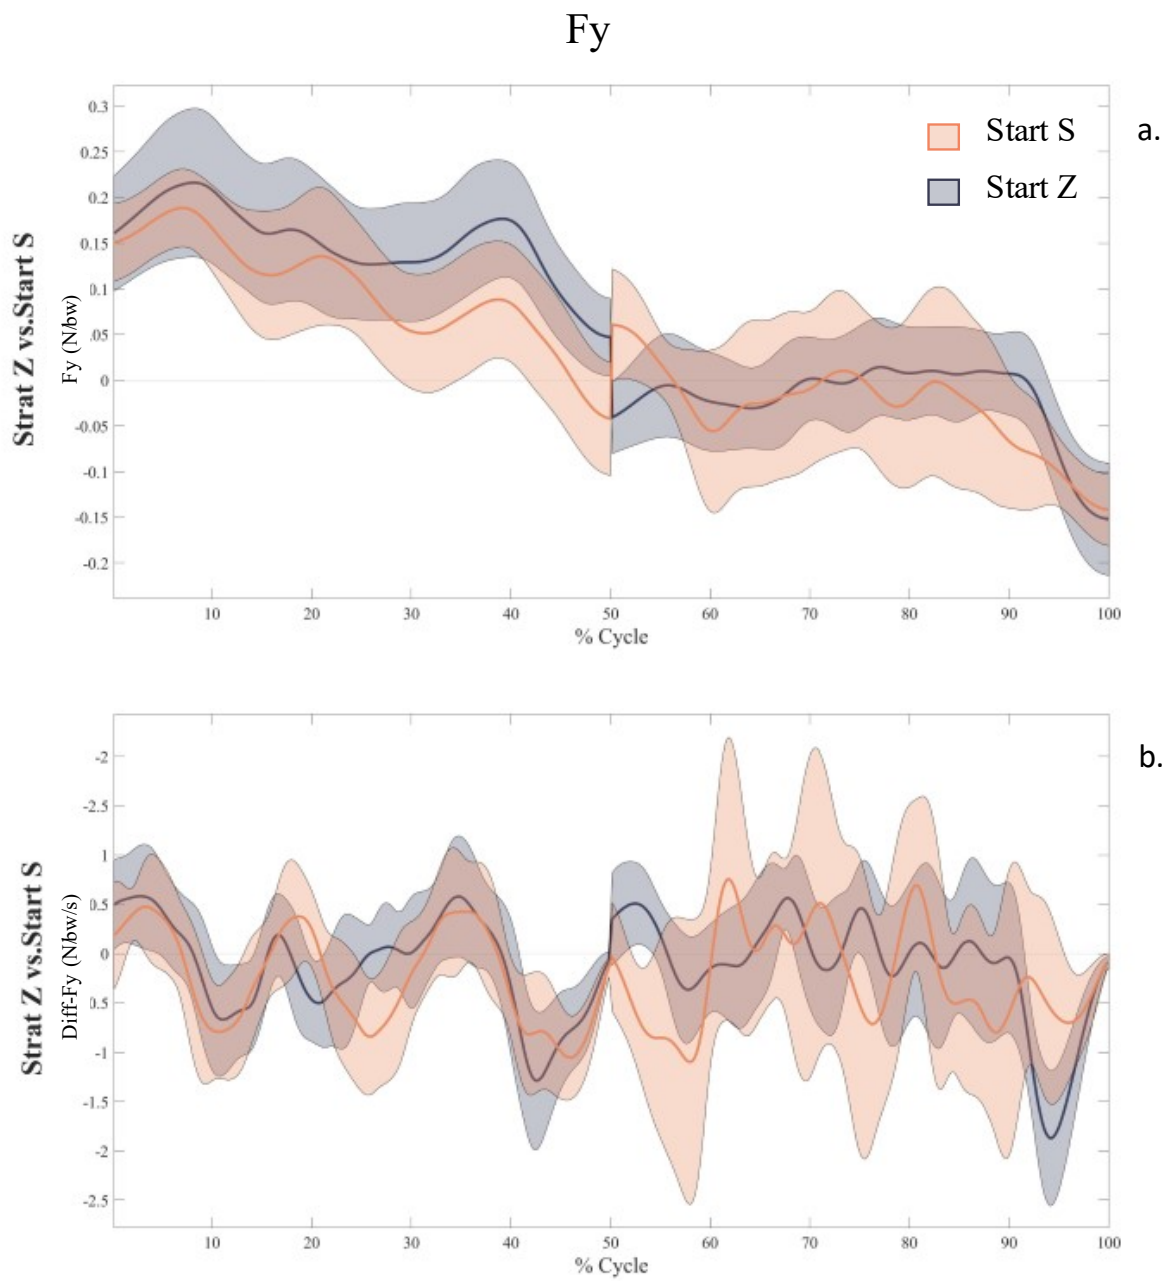 Fy
a.
Start S
Start Z
Strat Z vs.Start S
Fy (N/bw)
0.3
0.25
0.2
0.15
0.1
0.05
0
-0.05
-0.1
-0.15
-0.2
10 20 30 40 50 60 70 80 90 100
% Cycle
b.
Strat Z vs.Start S
Diff-Fy (N/bw/s)
-2
-2.5
1
0.5
0
0.5
-1
-1.5
-2
-2.5
10 20 30 40 50 60 70 80 90 100
% Cycle